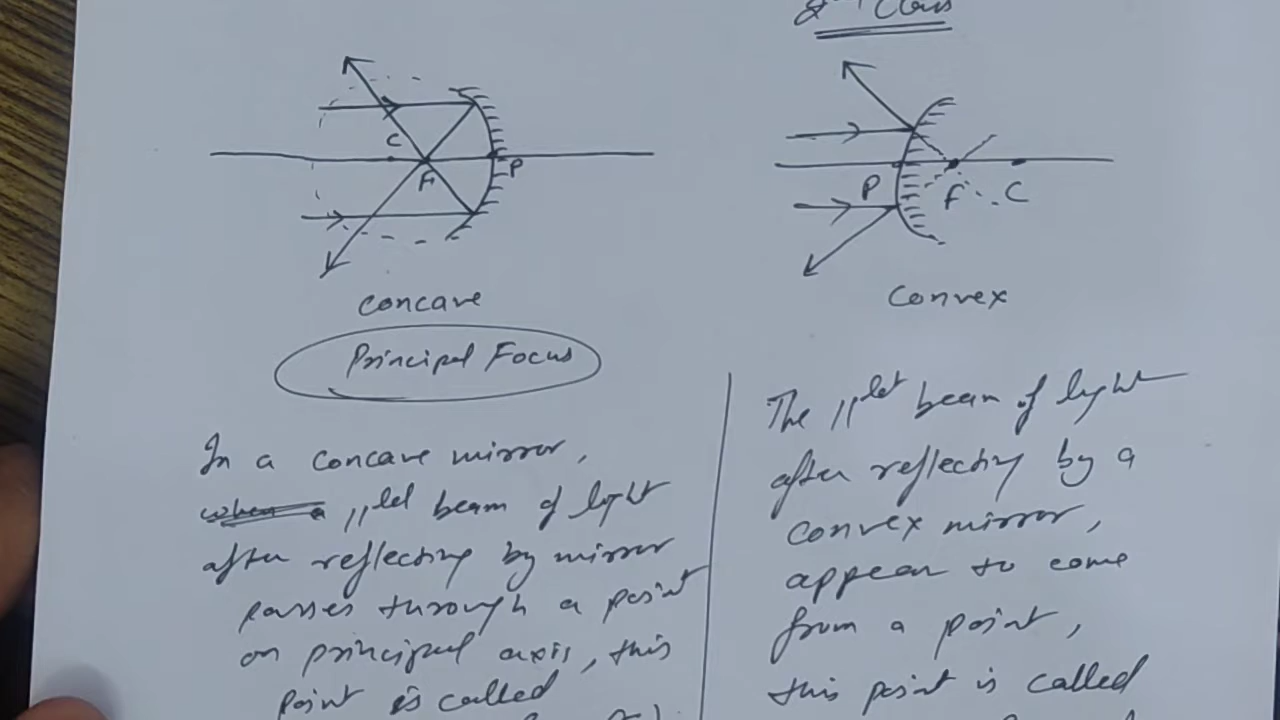 Class
C
F
P
P
F
C
Concave
Convex
Principal Focus
In a concave mirror,
when a 11lel beam of light
after reflecting by mirror
passes through a point
on principal axis, this
point is called
The 11lel beam of light
after reflecting by a
convex mirror,
appear to come
from a point,
this point is called